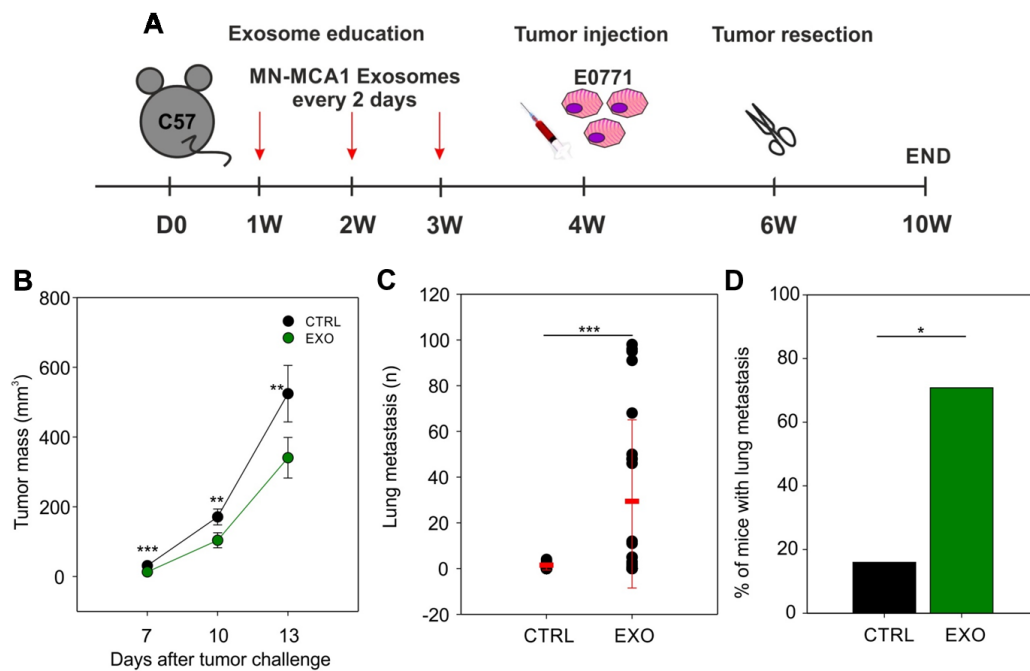 A
Exosome education
Tumor injection
Tumor resection
MN-MCA1 Exosomes
every 2 days
E0771
C57
END
D0
1W
2W
3W
4W
6W
10W
B
800
600
400
200
0
Tumor mass (mm³)
CTRL
EXO
***
**
**
7
10
13
Days after tumor challenge
C
120
100
80
60
40
20
0
-20
Lung metastasis (n)
***
CTRL
EXO
D
100
80
60
40
20
0
% of mice with lung metastasis
*
CTRL
EXO